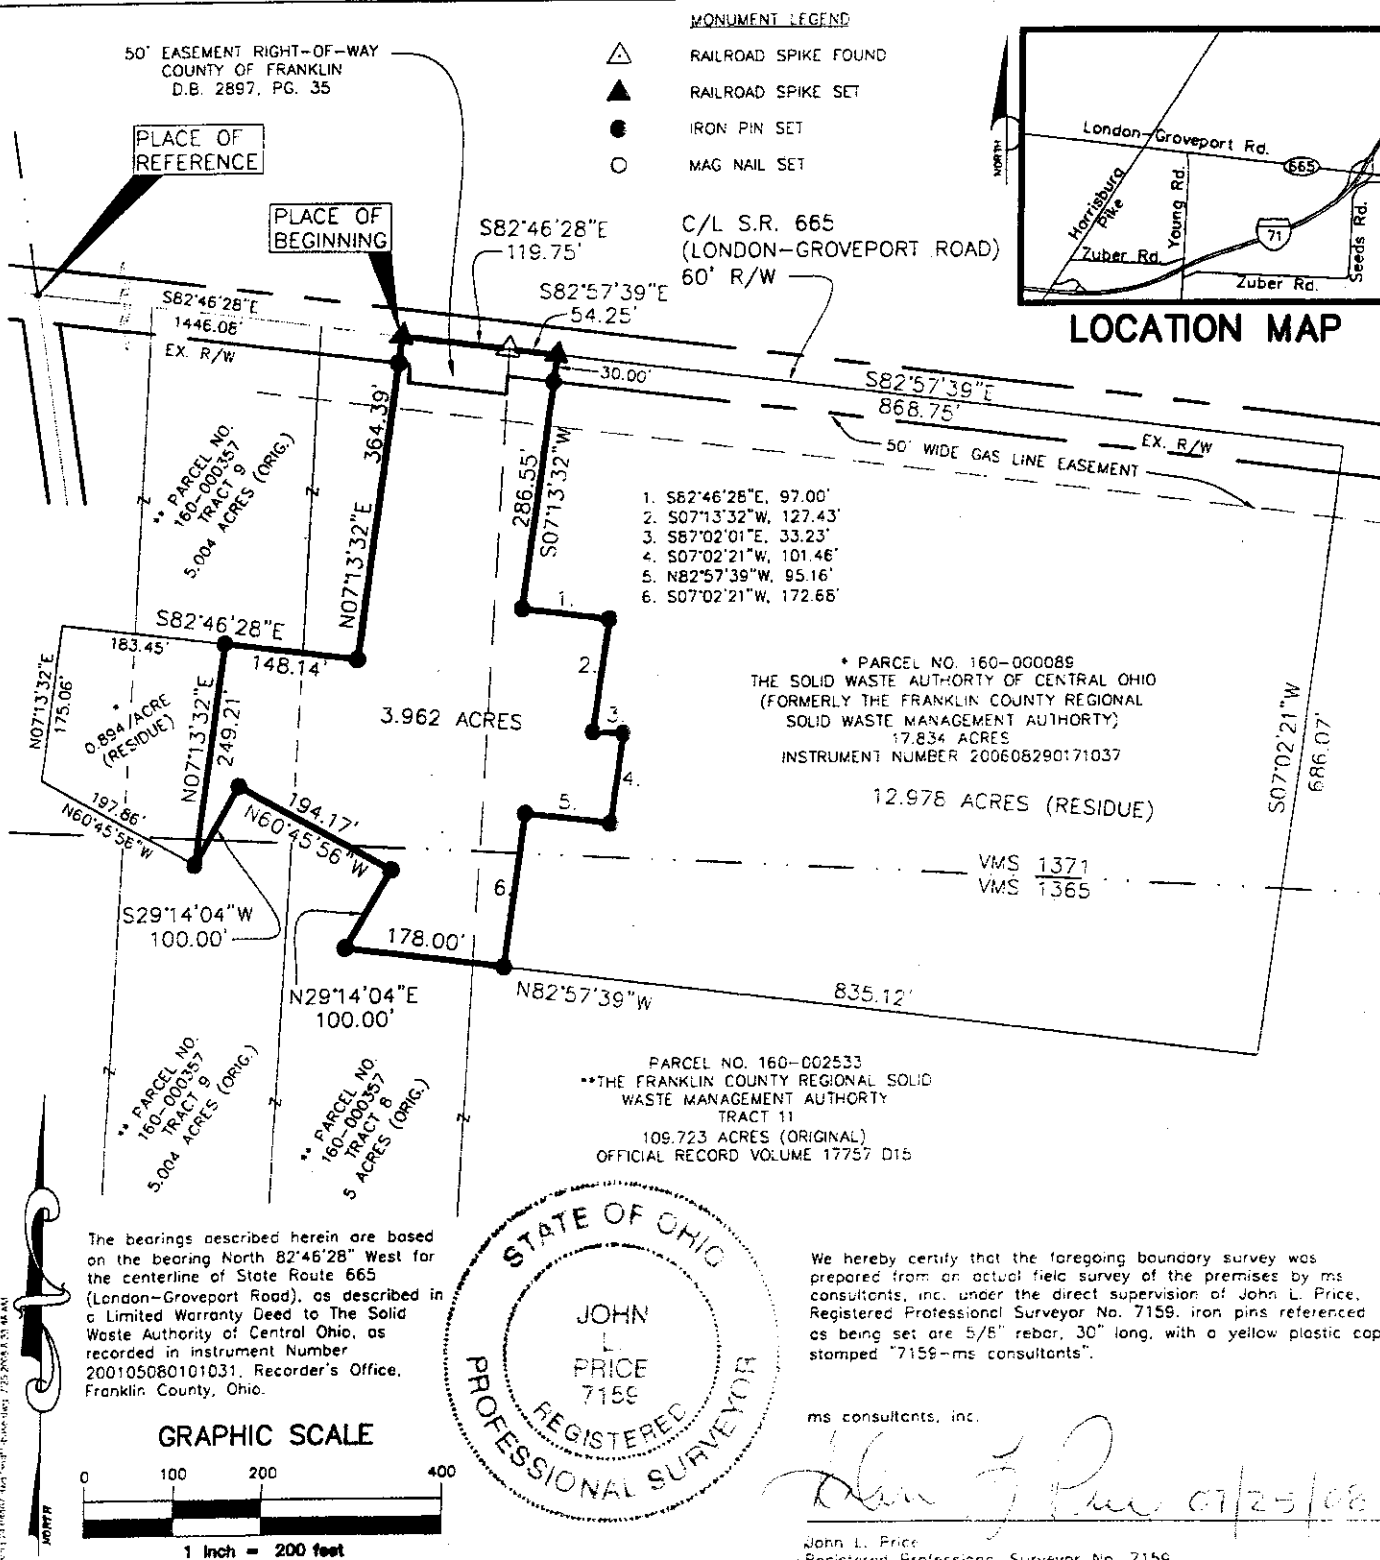 MONUMENT LEGEND
RAILROAD SPIKE FOUND
RAILROAD SPIKE SET
IRON PIN SET
MAG NAIL SET
50' EASEMENT RIGHT-OF-WAY
COUNTY OF FRANKLIN
D.B. 2897, PG. 35
PLACE OF
REFERENCE
PLACE OF
BEGINNING
NORTH
London-Groveport Rd.
665
Harrisburg
Pike
Young Rd.
Zuber Rd.
71
Zuber Rd.
Seeds Rd.
LOCATION MAP
S82°46'28"E
119.75'
C/L S.R. 665
(LONDON-GROVEPORT ROAD)
60' R/W
S82°57'39"E
54.25'
S82°46'28"E
1446.08'
EX. R/W
30.00'
S82°57'39"E
868.75'
EX. R/W
50' WIDE GAS LINE EASEMENT
** PARCEL NO.
160-000357
TRACT 9
5.004 ACRES (ORIG.)
364.39'
N07°13'32"E
286.55'
S07°13'32"W
1. S82°46'28"E, 97.00'
2. S07°13'32"W, 127.43'
3. S87°02'01"E, 33.23'
4. S07°02'21"W, 101.46'
5. N82°57'39"W, 95.16'
6. S07°02'21"W, 172.68'
1.
2.
3.
4.
5.
6.
S82°46'28"E
183.45'
148.14'
N07°13'32"E
175.06'
*
0.894/ACRE
(RESIDUE)
N07°13'32"E
249.21'
3.962 ACRES
* PARCEL NO. 160-000089
THE SOLID WASTE AUTHORTY OF CENTRAL OHIO
(FORMERLY THE FRANKLIN COUNTY REGIONAL
SOLID WASTE MANAGEMENT AUTHORTY)
17.834 ACRES
INSTRUMENT NUMBER 200608290171037
12.978 ACRES (RESIDUE)
S07°02'21"W
686.07'
197.86'
N60°45'56"W
194.17'
N60°45'56"W
VMS 1371
VMS 1365
S29°14'04"W
100.00'
178.00'
N29°14'04"E
100.00'
N82°57'39"W
835.12'
** PARCEL NO.
160-000357
TRACT 9
5.004 ACRES (ORIG.)
** PARCEL NO.
160-000357
TRACT 8
5 ACRES (ORIG.)
PARCEL NO. 160-002533
**THE FRANKLIN COUNTY REGIONAL SOLID
WASTE MANAGEMENT AUTHORTY
TRACT 11
109.723 ACRES (ORIGINAL)
OFFICIAL RECORD VOLUME 17757 D15
The bearings described herein are based
on the bearing North 82°46'28" West for
the centerline of State Route 665
(London-Groveport Road), as described in
a Limited Warranty Deed to The Solid
Waste Authority of Central Ohio, as
recorded in instrument Number
200105080101031, Recorder's Office,
Franklin County, Ohio.
STATE OF OHIO
JOHN
L.
PRICE
7159
REGISTERED
PROFESSIONAL SURVEYOR
We hereby certify that the foregoing boundary survey was
prepared from an actual field survey of the premises by ms
consultants, inc. under the direct supervision of John L. Price,
Registered Professional Surveyor No. 7159. iron pins referenced
as being set are 5/8" rebar, 30" long, with a yellow plastic cap
stamped "7159-ms consultants".
ms consultants, inc.
John L Price 07/25/08
John L. Price
Registered Professional Surveyor No. 7159
GRAPHIC SCALE
0 100 200 400
1 inch = 200 feet
NORTH